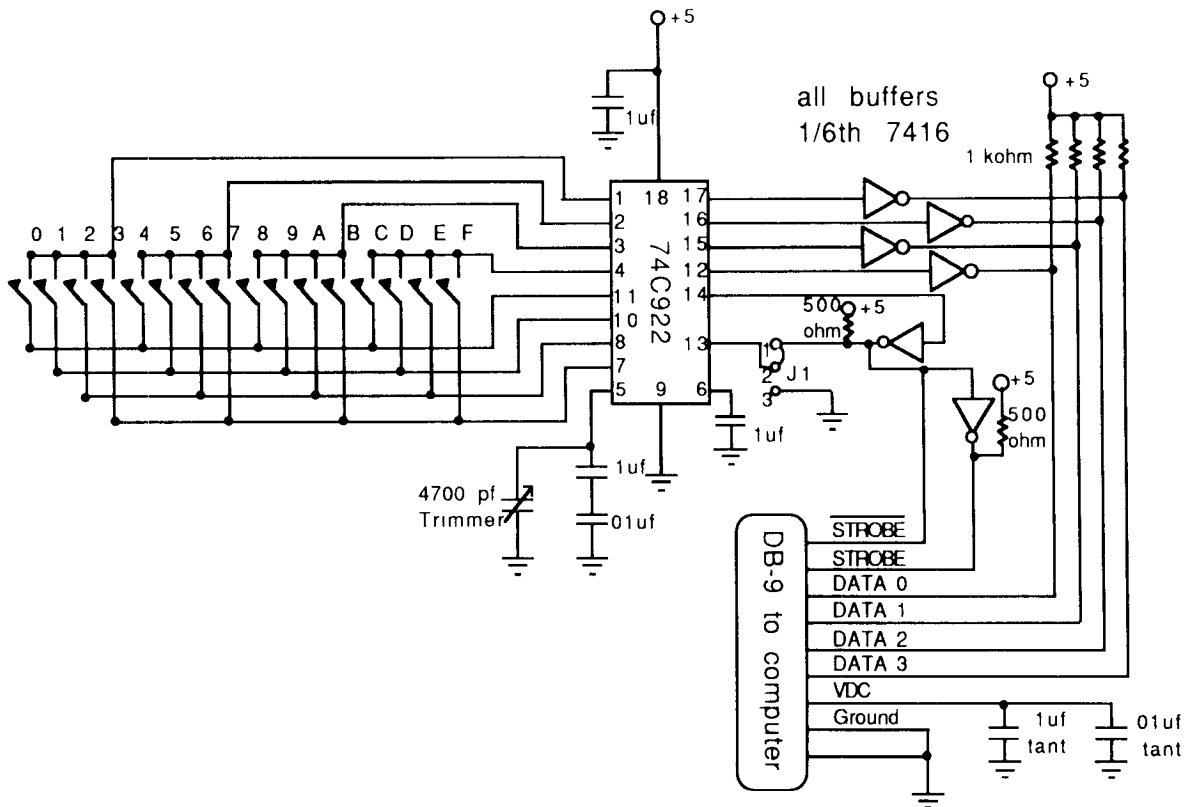 +5
1uf
all buffers
1/6th 7416
+5
1 kohm
0 1 2 3 4 5 6 7 8 9 A B C D E F
1
2
3
4
11
10
8
7
5
18
74C922
9
17
16
15
12
14
13
6
500
ohm
+5
1
2
3
J1
+5
500
ohm
1uf
1uf
01uf
4700 pf
Trimmer
DB-9 to computer
STROBE
STROBE
DATA 0
DATA 1
DATA 2
DATA 3
VDC
Ground
1uf
tant
01uf
tant